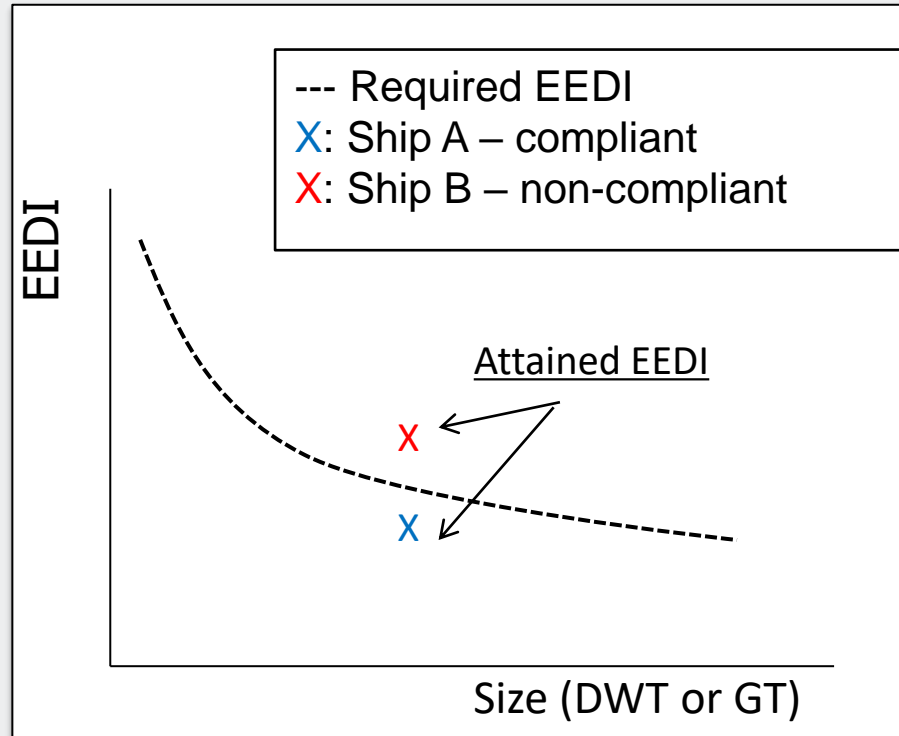 --- Required EEDI
X: Ship A – compliant
X: Ship B – non-compliant
EEDI
Attained EEDI
X
X
Size (DWT or GT)